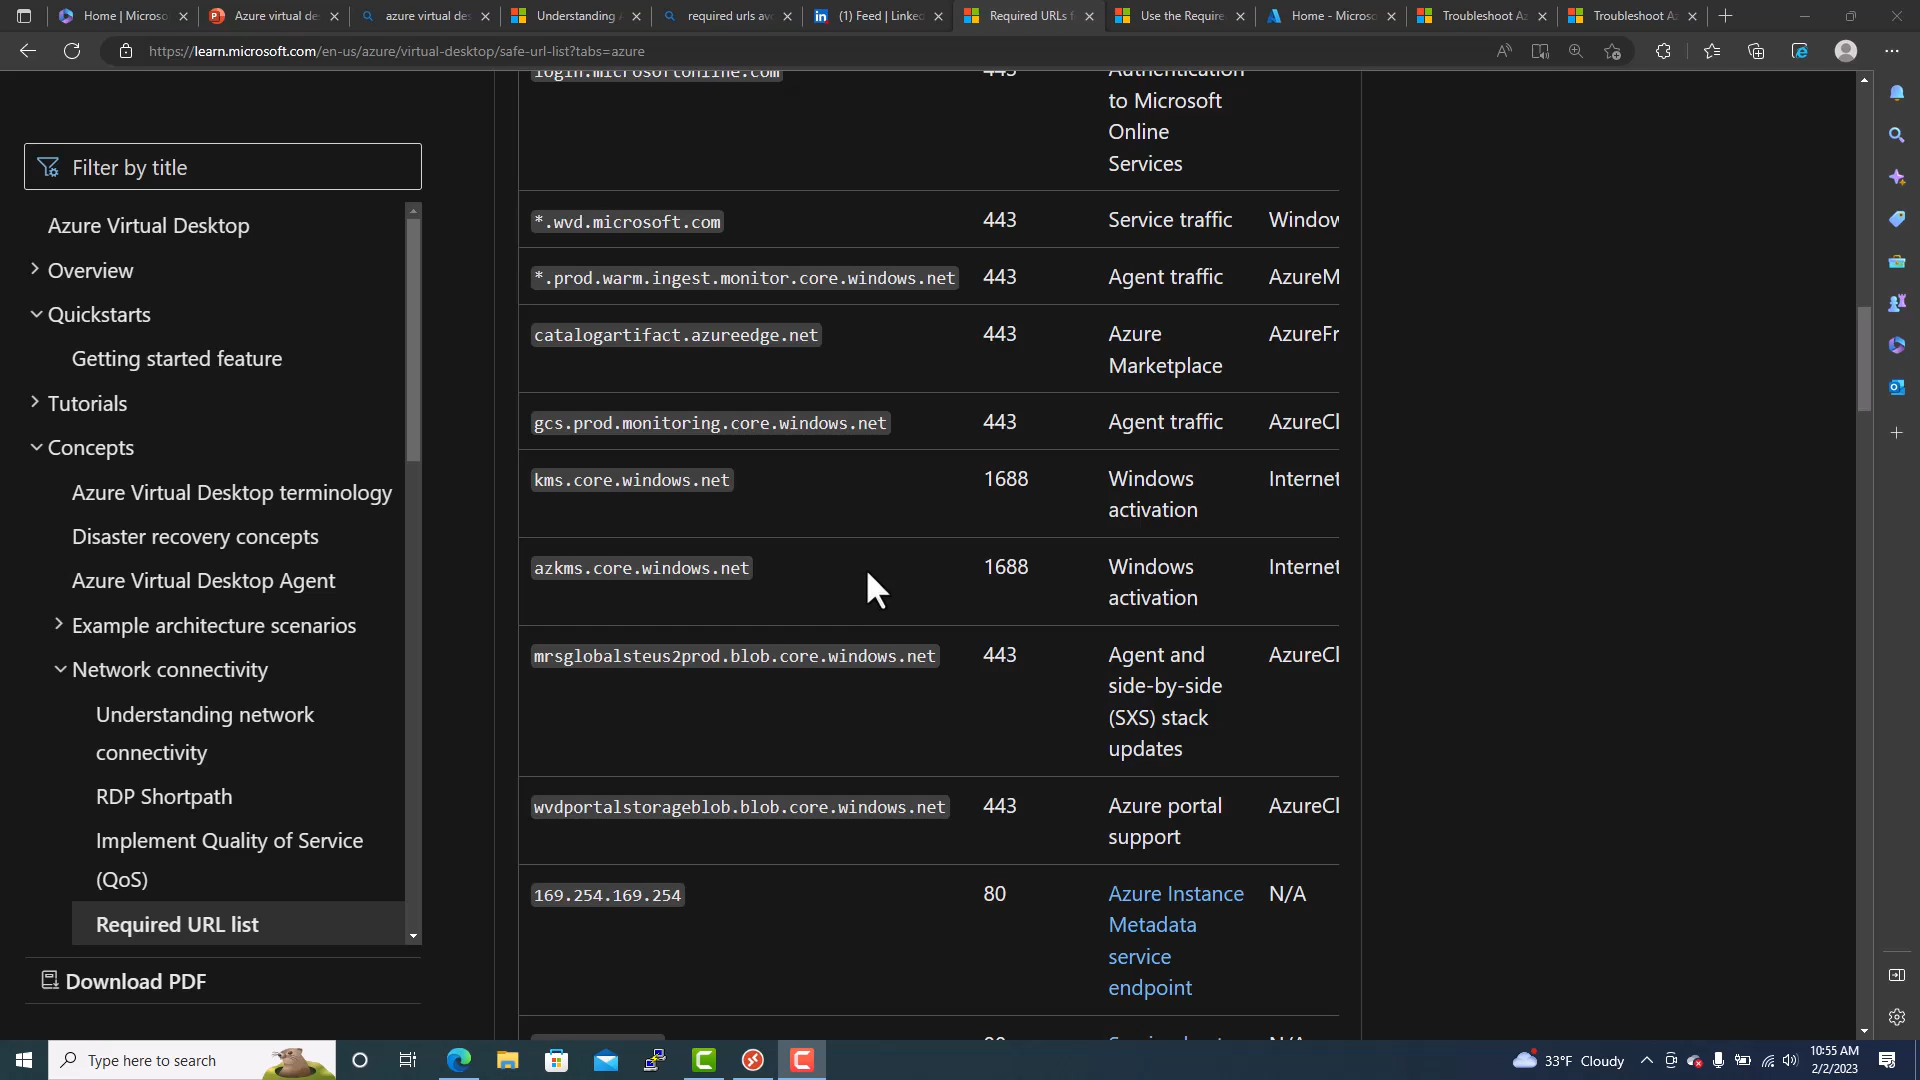 Home | Microso
Azure virtual de
azure virtual des
Understanding
required urls av
(1) Feed | Linked
Required URLs f
Use the Require
Home - Microso
Troubleshoot Az
Troubleshoot A
https://learn.microsoft.com/en-us/azure/virtual-desktop/safe-url-list?tabs=azure
Filter by title
Azure Virtual Desktop
Overview
Quickstarts
Getting started feature
Tutorials
Concepts
Azure Virtual Desktop terminology
Disaster recovery concepts
Azure Virtual Desktop Agent
Example architecture scenarios
Network connectivity
Understanding network
connectivity
RDP Shortpath
Implement Quality of Service
(QoS)
Required URL list
Download PDF
login.microsoftonline.com 443 Authentication
to Microsoft
Online
Services
*.wvd.microsoft.com 443 Service traffic Window
*.prod.warm.ingest.monitor.core.windows.net 443 Agent traffic AzureM
catalogartifact.azureedge.net 443 Azure AzureFr
Marketplace
gcs.prod.monitoring.core.windows.net 443 Agent traffic AzureCl
kms.core.windows.net 1688 Windows Internet
activation
azkms.core.windows.net 1688 Windows Internet
activation
mrsglobalsteus2prod.blob.core.windows.net 443 Agent and AzureCl
side-by-side
(SXS) stack
updates
wvdportalstorageblob.blob.core.windows.net 443 Azure portal AzureCl
support
169.254.169.254 80 Azure Instance N/A
Metadata
service
endpoint
Type here to search
33°F Cloudy
10:55 AM
2/2/2023